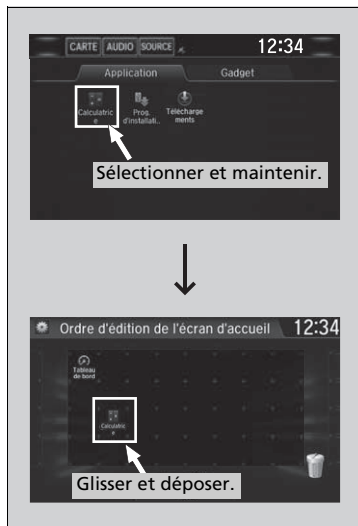 CARTE AUDIO SOURCE 12:34
Application Gadget
Calculatric
e
Prog.
d'installati..
Télécharge
ments
Sélectionner et maintenir.
Ordre d'édition de l'écran d'accueil 12:34
Tableau
de bord
Calculatric
e
Glisser et déposer.